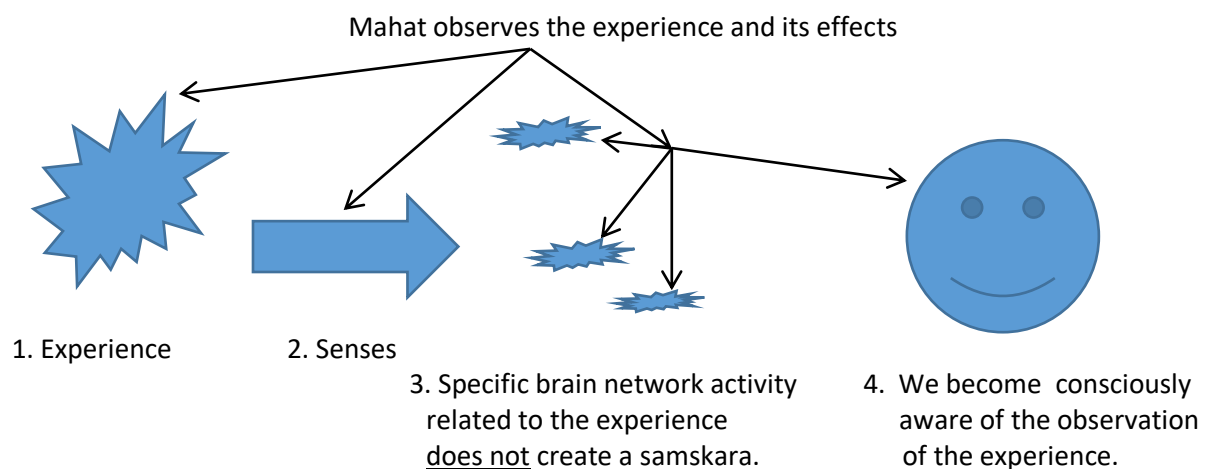 Mahat observes the experience and its effects
1. Experience
2. Senses
3. Specific brain network activity
related to the experience
does not create a samskara.
4. We become consciously
aware of the observation
of the experience.